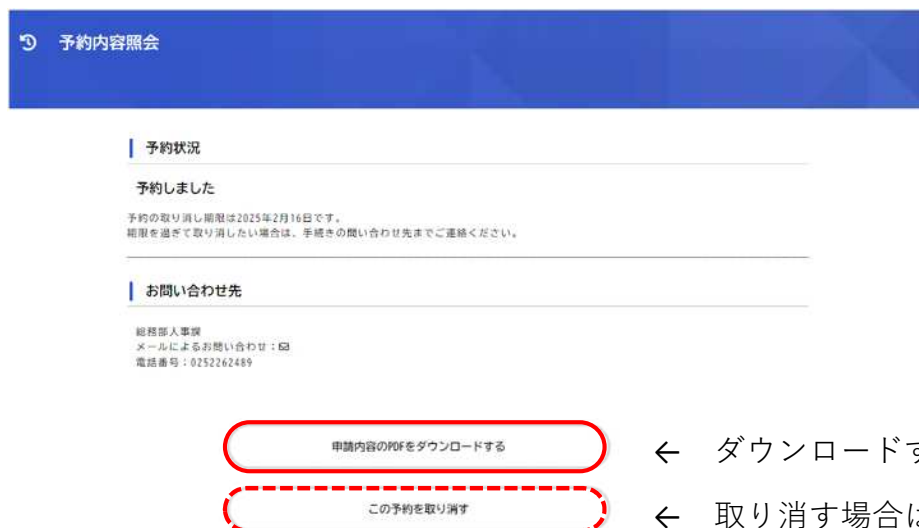 予約内容照会
予約状況
予約しました
予約の取り消し期限は2025年2月16日です。
期限を過ぎて取り消したい場合は、手続きの問い合わせ先までご連絡ください。
お問い合わせ先
総務部人事課
メールによるお問い合わせ：
電話番号：0252262489
申請内容のPDFをダウンロードする
← ダウンロードす
この予約を取り消す
← 取り消す場合は